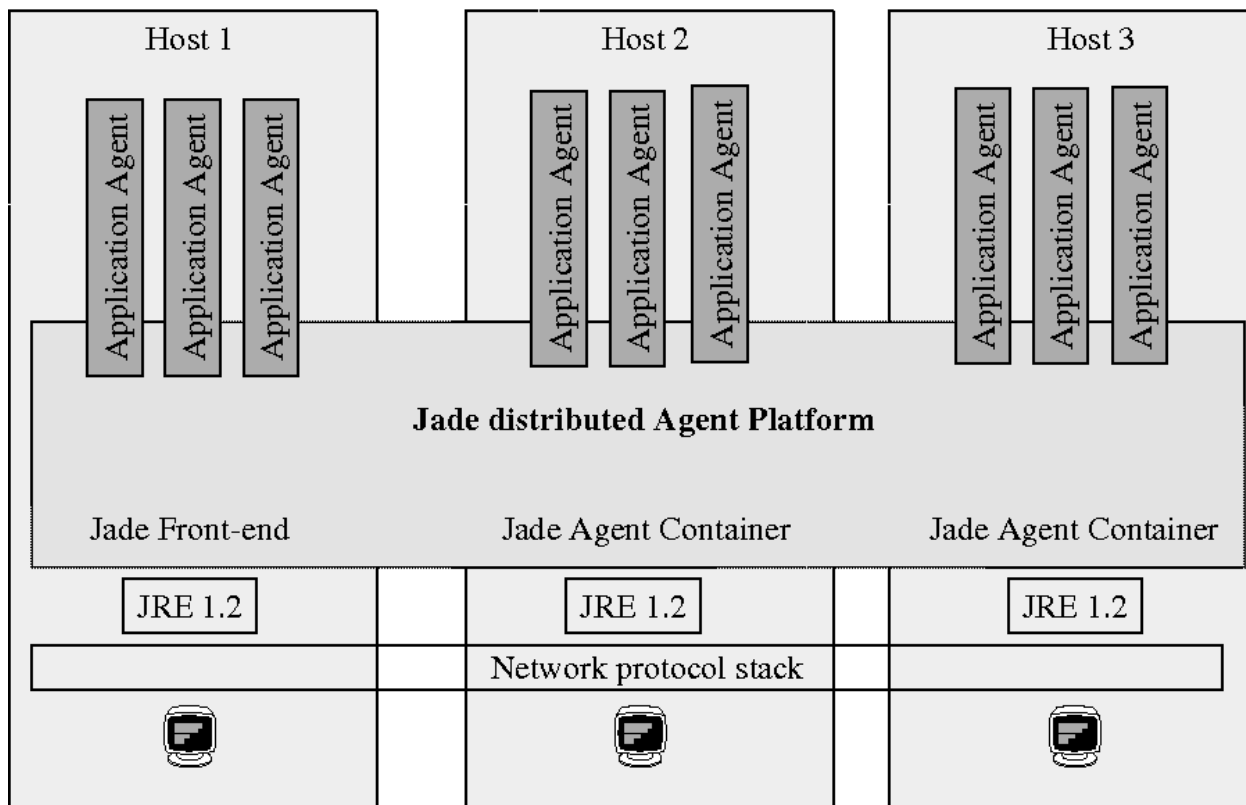 Host 1
Host 2
Host 3
Application Agent
Application Agent
Application Agent
Application Agent
Application Agent
Application Agent
Application Agent
Application Agent
Application Agent
Jade distributed Agent Platform
Jade Front-end
Jade Agent Container
Jade Agent Container
JRE 1.2
JRE 1.2
JRE 1.2
Network protocol stack